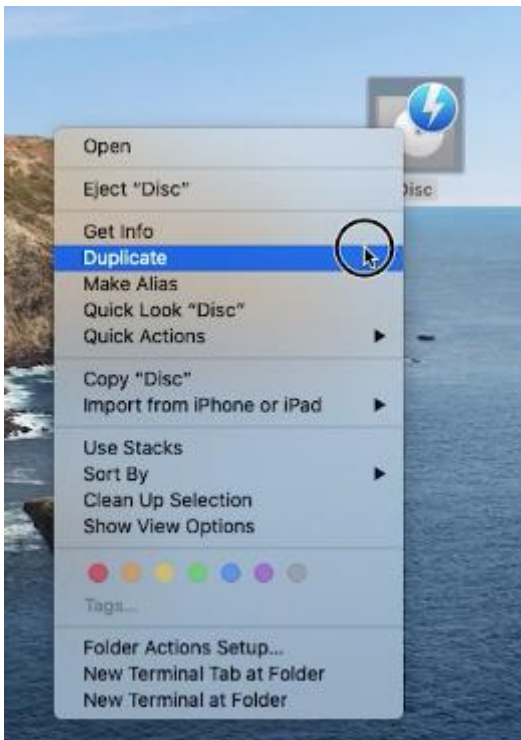 Disc
Open
Eject "Disc"
Get Info
Duplicate
Make Alias
Quick Look "Disc"
Quick Actions
Copy "Disc"
Import from iPhone or iPad
Use Stacks
Sort By
Clean Up Selection
Show View Options
Tags...
Folder Actions Setup...
New Terminal Tab at Folder
New Terminal at Folder